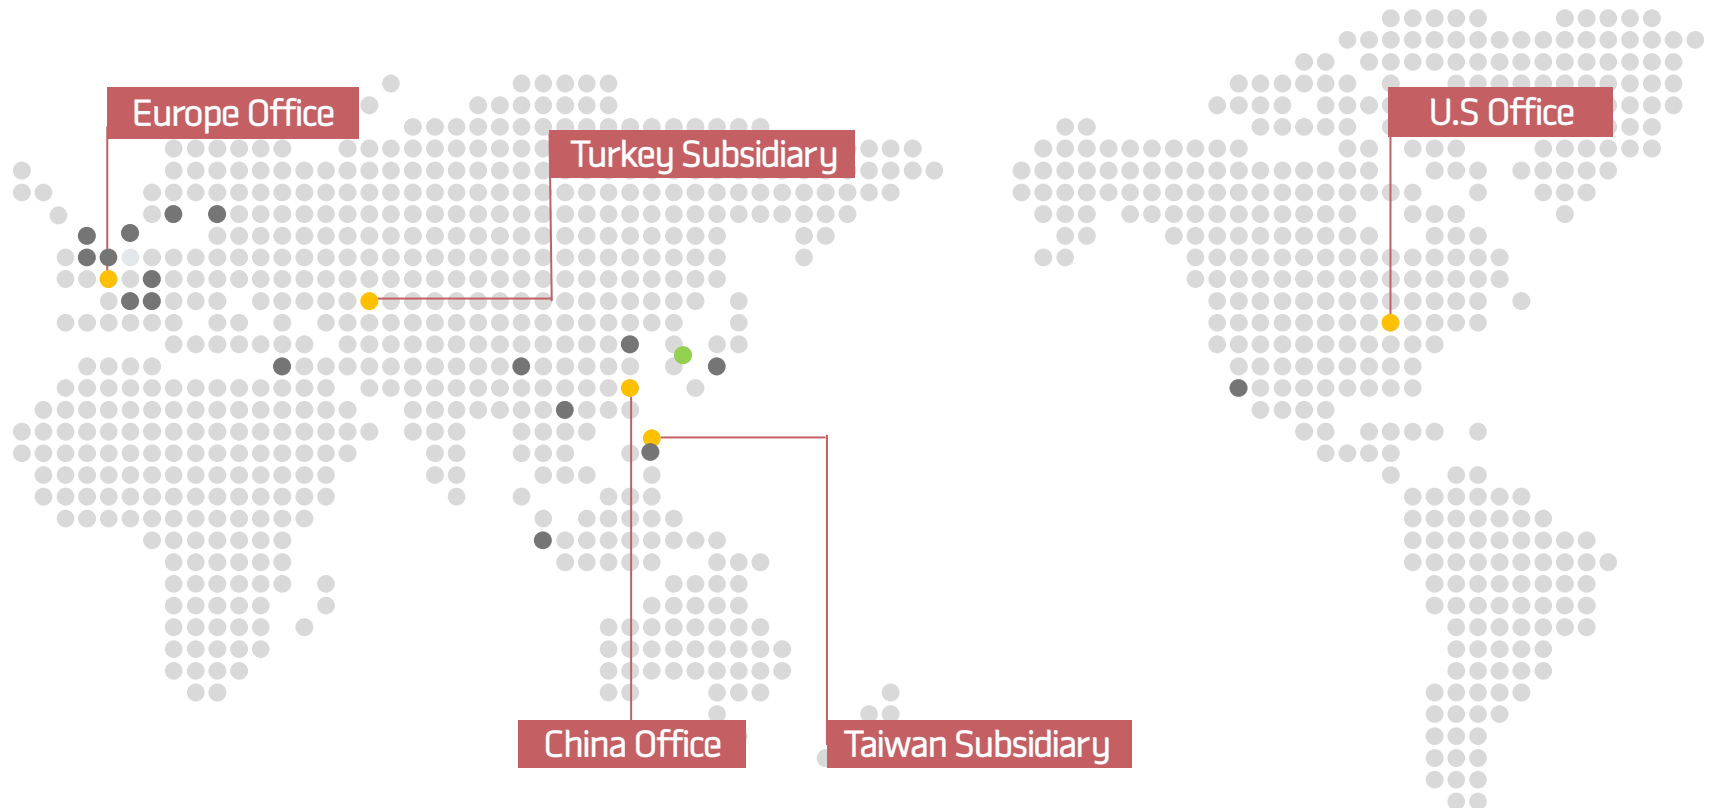 Europe Office
U.S Office
Turkey Subsidiary
China Office
Taiwan Subsidiary